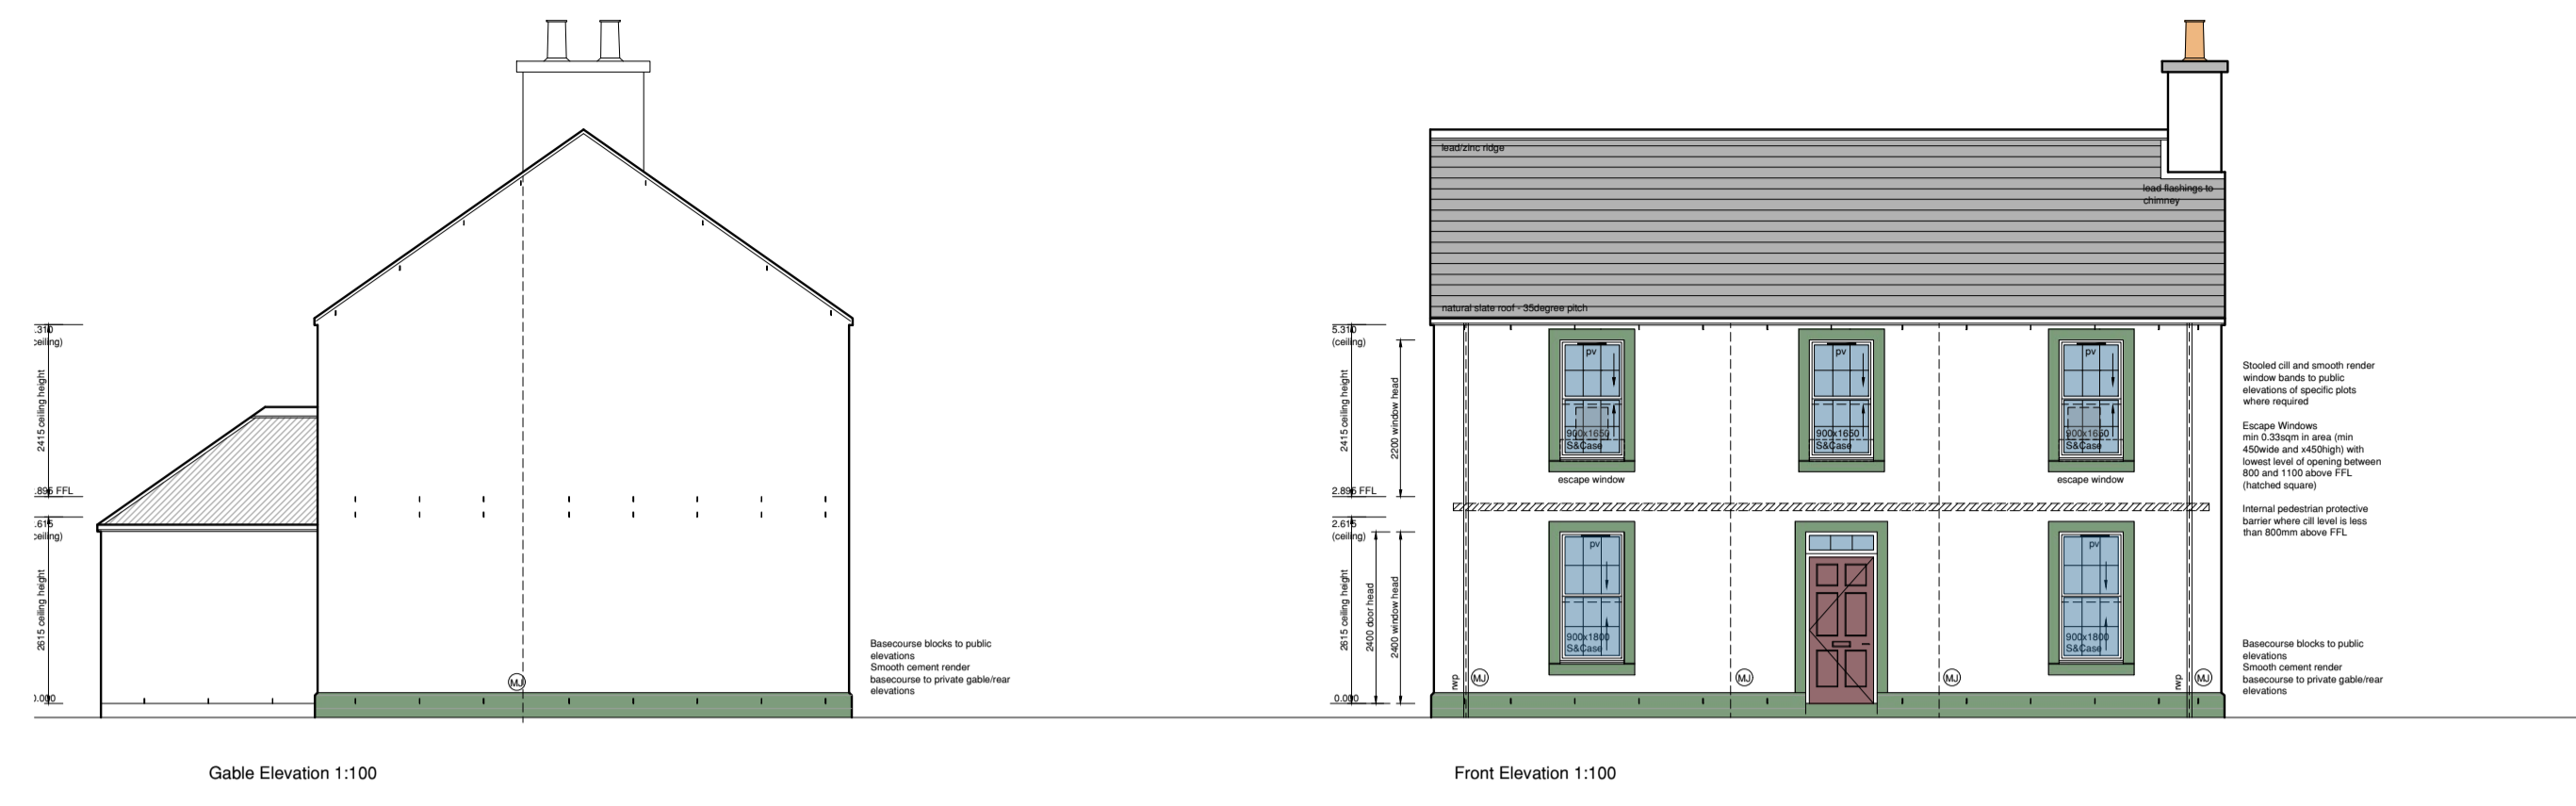 .310
(ceiling)
2415 ceiling height
.895 FFL
.615
ceiling)
2615 ceiling height
0.000
MJ
Basecourse blocks to public
elevations
Smooth cement render
basecourse to private gable/rear
elevations
Gable Elevation 1:100
lead/zinc ridge
lead flashings to
chimney
natural slate roof - 35degree pitch
5.310
(ceiling)
2415 ceiling height
2200 window head
2.895 FFL
2.615
(ceiling)
2615 ceiling height
2400 door head
2400 window head
0.000
pv
900x1650
S&Case
escape window
pv
900x1650
S&Case
pv
900x1650
S&Case
escape window
pv
900x1800
S&Case
pv
900x1800
S&Case
rwp
MJ
MJ
MJ
rwp
MJ
Stooled cill and smooth render
window bands to public
elevations of specific plots
where required
Escape Windows
min 0.33sqm in area (min
450wide and x450high) with
lowest level of opening between
800 and 1100 above FFL
(hatched square)
Internal pedestrian protective
barrier where cill level is less
than 800mm above FFL
Basecourse blocks to public
elevations
Smooth cement render
basecourse to private gable/rear
elevations
Front Elevation 1:100